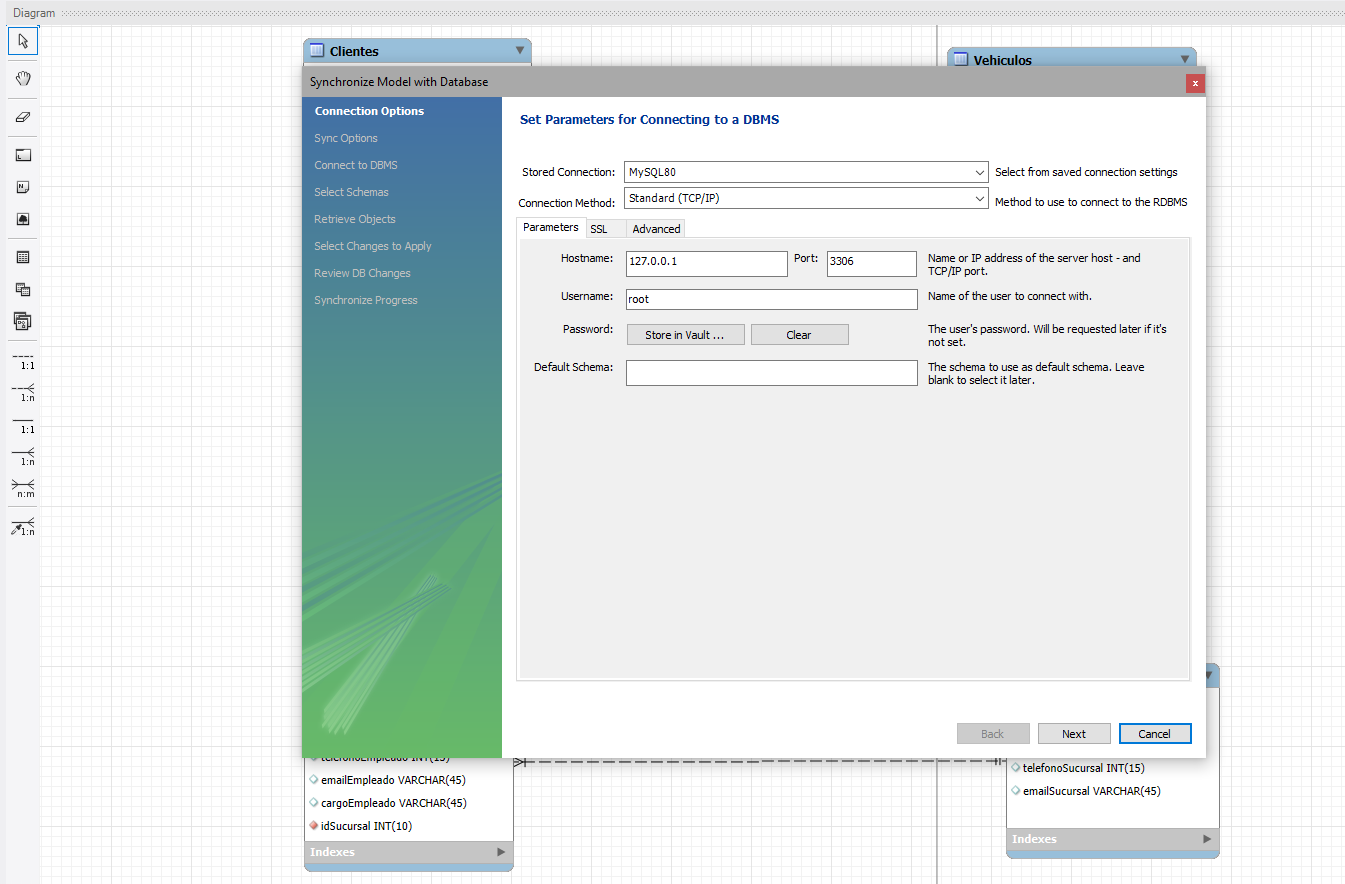 Diagram
Clientes
Vehiculos
Synchronize Model with Database
x
Connection Options
Sync Options
Connect to DBMS
Select Schemas
Retrieve Objects
Select Changes to Apply
Review DB Changes
Synchronize Progress
Set Parameters for Connecting to a DBMS
Stored Connection: MySQL80 Select from saved connection settings
Connection Method: Standard (TCP/IP) Method to use to connect to the RDBMS
Parameters SSL Advanced
Hostname: 127.0.0.1 Port: 3306 Name or IP address of the server host - and
TCP/IP port.
Username: root Name of the user to connect with.
Password: Store in Vault ... Clear The user's password. Will be requested later if it's
not set.
Default Schema: The schema to use as default schema. Leave
blank to select it later.
Back Next Cancel
1:1
1:n
1:1
1:n
n:m
1:n
telefonoEmpleado INT(15)
emailEmpleado VARCHAR(45)
cargoEmpleado VARCHAR(45)
idSucursal INT(10)
Indexes
telefonoSucursal INT(15)
emailSucursal VARCHAR(45)
Indexes